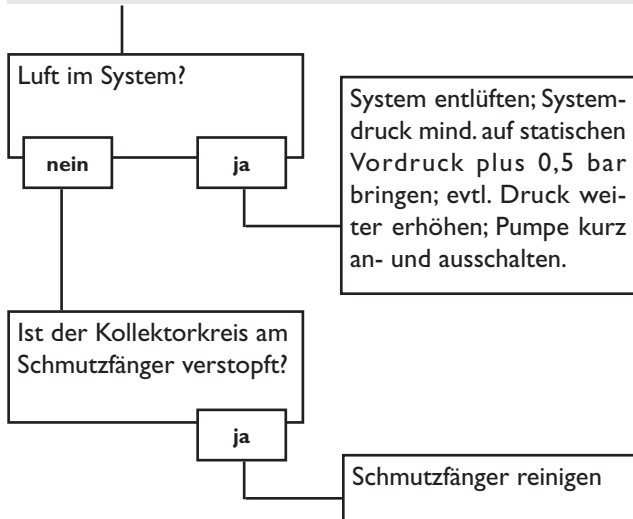 Luft im System?
nein
ja
System entlüften; System-
druck mind. auf statischen
Vordruck plus 0,5 bar
bringen; evtl. Druck wei-
ter erhöhen; Pumpe kurz
an- und ausschalten.
Ist der Kollektorkreis am
Schmutzfänger verstopft?
ja
Schmutzfänger reinigen